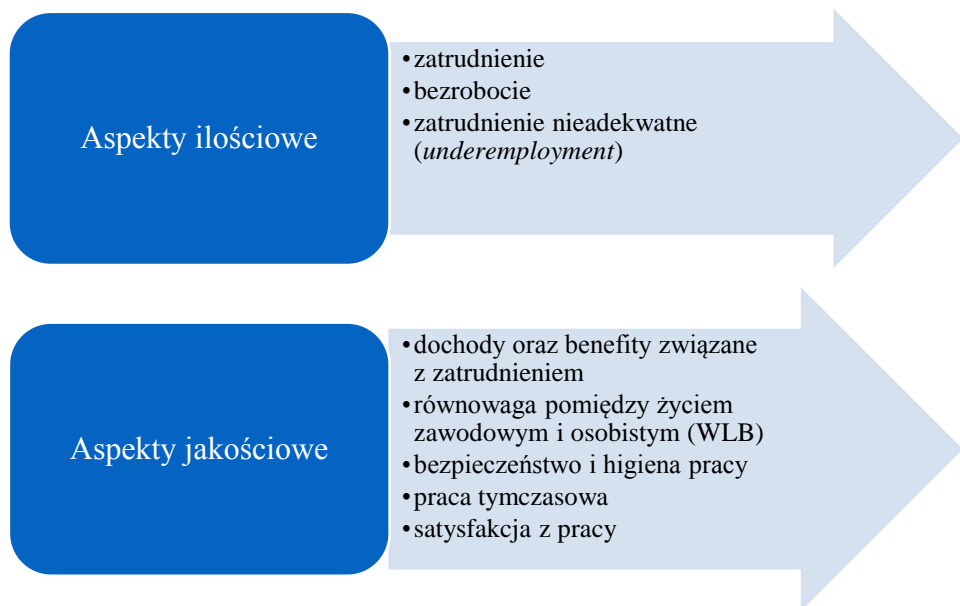 Aspekty ilościowe
•zatrudnienie
•bezrobocie
•zatrudnienie nieadekwatne
(underemployment)
Aspekty jakościowe
•dochody oraz benefity związane
z zatrudnieniem
•równowaga pomiędzy życiem
zawodowym i osobistym (WLB)
•bezpieczeństwo i higiena pracy
•praca tymczasowa
•satysfakcja z pracy